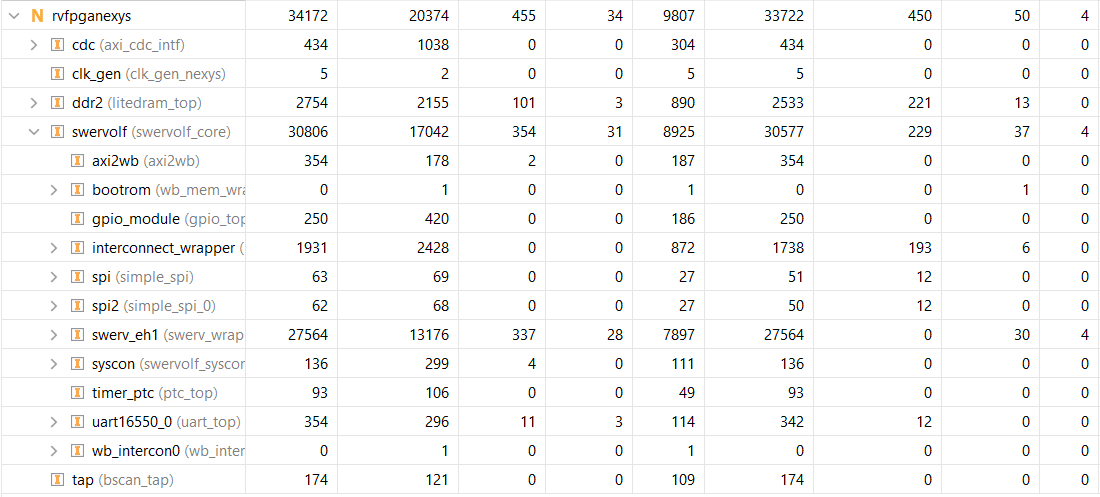 rvfpganexys 34172 20374 455 34 9807 33722 450 50 4
cdc (axi_cdc_intf) 434 1038 0 0 304 434 0 0 0
clk_gen (clk_gen_nexys) 5 2 0 0 5 5 0 0 0
ddr2 (litedram_top) 2754 2155 101 3 890 2533 221 13 0
swervolf (swervolf_core) 30806 17042 354 31 8925 30577 229 37 4
axi2wb (axi2wb) 354 178 2 0 187 354 0 0 0
bootrom (wb_mem_wra 0 1 0 0 1 0 0 1 0
gpio_module (gpio_top 250 420 0 0 186 250 0 0 0
interconnect_wrapper ( 1931 2428 0 0 872 1738 193 6 0
spi (simple_spi) 63 69 0 0 27 51 12 0 0
spi2 (simple_spi_0) 62 68 0 0 27 50 12 0 0
swerv_eh1 (swerv_wrap 27564 13176 337 28 7897 27564 0 30 4
syscon (swervolf_syscon 136 299 4 0 111 136 0 0 0
timer_ptc (ptc_top) 93 106 0 0 49 93 0 0 0
uart16550_0 (uart_top) 354 296 11 3 114 342 12 0 0
wb_intercon0 (wb_inter 0 1 0 0 1 0 0 0 0
tap (bscan_tap) 174 121 0 0 109 174 0 0 0